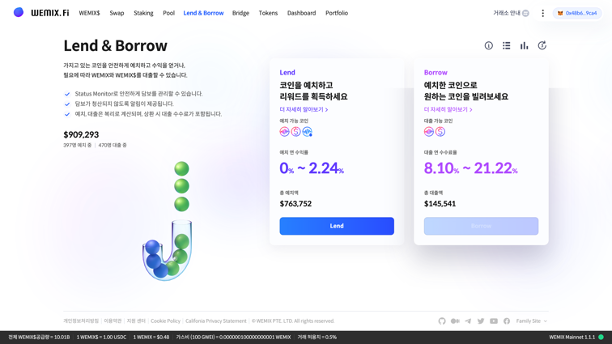 WEMIX.Fi
WEMIX$ Swap Staking Pool Lend & Borrow Bridge Tokens Dashboard Portfolio
거래소 안내
0x48b6...9ca4
Lend & Borrow
가지고 있는 코인을 안전하게 예치하고 수익을 얻거나,
필요에 따라 WEMIX와 WEMIX$를 대출할 수 있습니다.
Status Monitor로 안전하게 담보를 관리할 수 있습니다.
담보가 청산되지 않도록 알림이 제공됩니다.
예치, 대출은 복리로 계산되며, 상환 시 대출 수수료가 포함됩니다.
$909,293
397명 예치 중 | 470명 대출 중
Lend
코인을 예치하고
리워드를 획득하세요
더 자세히 알아보기 >
예치 가능 코인
예치 연 수익률
0% ~ 2.24%
총 예치액
$763,752
Lend
Borrow
예치한 코인으로
원하는 코인을 빌려보세요
더 자세히 알아보기 >
대출 가능 코인
대출 연 수수료율
8.10% ~ 21.22%
총 대출액
$145,541
Borrow
개인정보처리방침 | 이용약관 | 지원 센터 | Cookie Policy | California Privacy Statement | © WEMIX PTE. LTD. All rights reserved.
Family Site
전체 WEMIX$공급량 = 10.01B 1 WEMIX$ = 1.00 USDC 1 WEMIX = $0.48 가스비 (100 GWEI) = 0.000000100000000001 WEMIX 거래 허용치 = 0.5%
WEMIX Mainnet 1.1.1